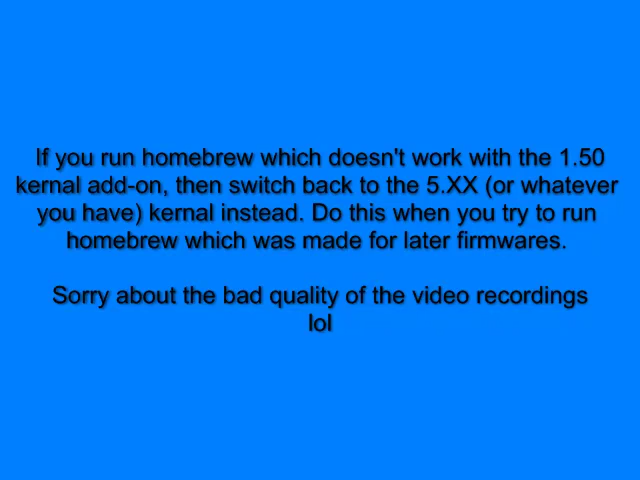 If you run homebrew which doesn't work with the 1.50
kernal add-on, then switch back to the 5.XX (or whatever
you have) kernal instead. Do this when you try to run
homebrew which was made for later firmwares.
Sorry about the bad quality of the video recordings
lol